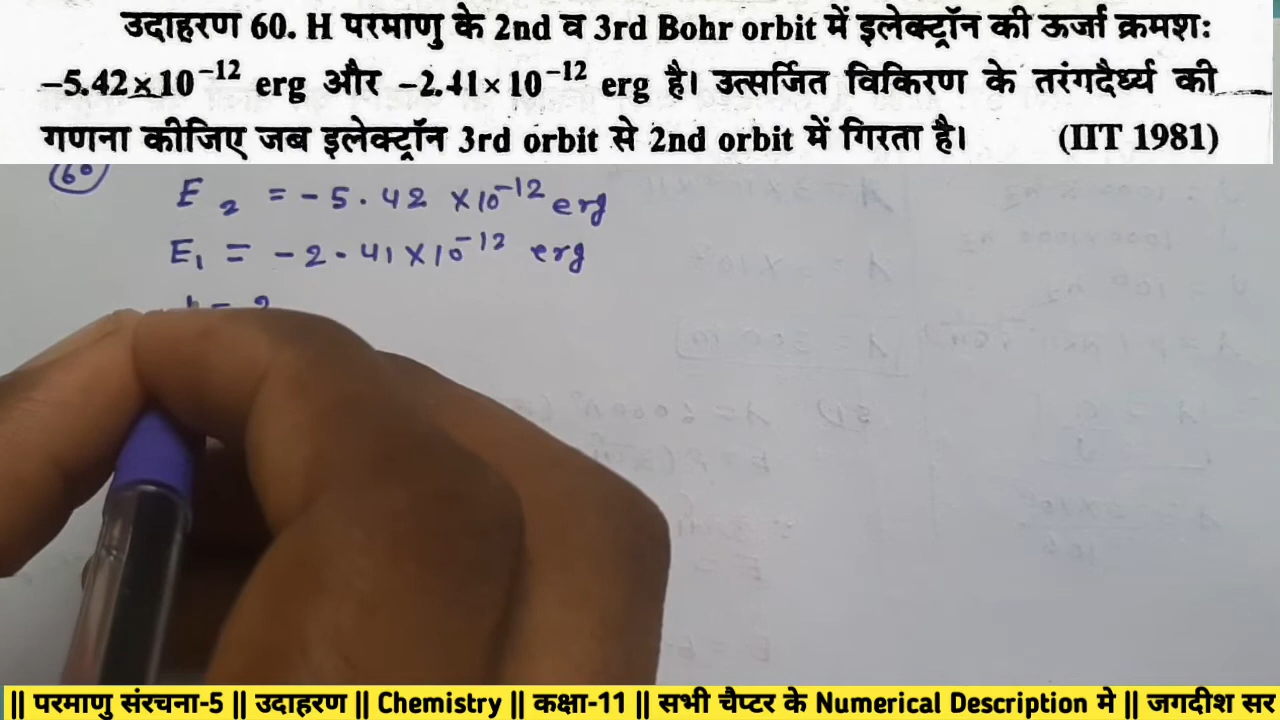 उदाहरण 60. H परमाणु के 2nd व 3rd Bohr orbit में इलेक्ट्रॉन की ऊर्जा क्रमशः
−5.42×10⁻¹² erg और −2.41×10⁻¹² erg है। उत्सर्जित विकिरण के तरंगदैर्ध्य की
गणना कीजिए जब इलेक्ट्रॉन 3rd orbit से 2nd orbit में गिरता है। (IIT 1981)
60
E₂ = −5.42 ×10⁻¹² erg
E₁ = −2.41×10⁻¹² erg
|| परमाणु संरचना-5 || उदाहरण || Chemistry || कक्षा-11 || सभी चैप्टर के Numerical Description मे || जगदीश सर